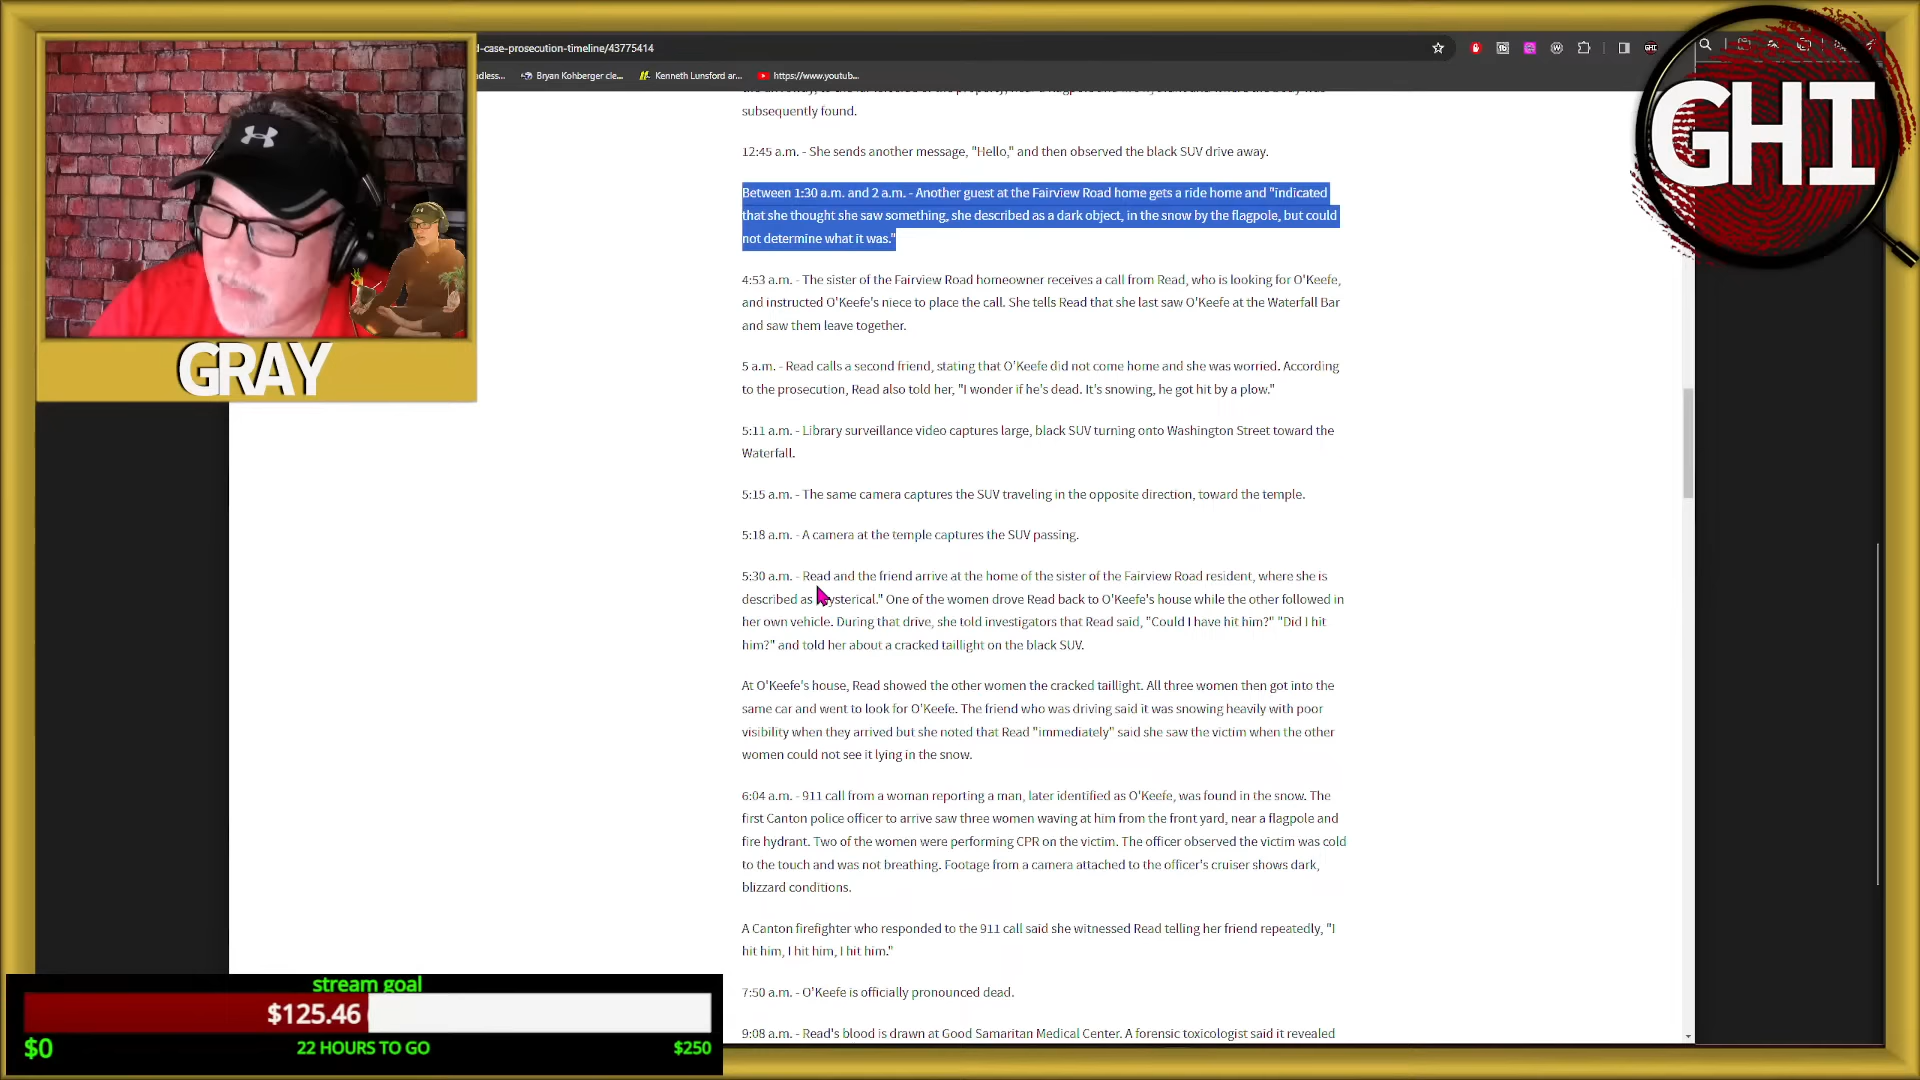 d-case-prosecution-timeline/43775414
ndless...
Bryan Kohberger cle...
Kenneth Lunsford ar...
https://www.youtub...
GHI
GRAY
subsequently found.
12:45 a.m. - She sends another message, "Hello," and then observed the black SUV drive away.
Between 1:30 a.m. and 2 a.m. - Another guest at the Fairview Road home gets a ride home and "indicated
that she thought she saw something, she described as a dark object, in the snow by the flagpole, but could
not determine what it was."
4:53 a.m. - The sister of the Fairview Road homeowner receives a call from Read, who is looking for O'Keefe,
and instructed O'Keefe's niece to place the call. She tells Read that she last saw O'Keefe at the Waterfall Bar
and saw them leave together.
5 a.m. - Read calls a second friend, stating that O'Keefe did not come home and she was worried. According
to the prosecution, Read also told her, "I wonder if he's dead. It's snowing, he got hit by a plow."
5:11 a.m. - Library surveillance video captures large, black SUV turning onto Washington Street toward the
Waterfall.
5:15 a.m. - The same camera captures the SUV traveling in the opposite direction, toward the temple.
5:18 a.m. - A camera at the temple captures the SUV passing.
5:30 a.m. - Read and the friend arrive at the home of the sister of the Fairview Road resident, where she is
described as ysterical." One of the women drove Read back to O'Keefe's house while the other followed in
her own vehicle. During that drive, she told investigators that Read said, "Could I have hit him?" "Did I hit
him?" and told her about a cracked taillight on the black SUV.
At O'Keefe's house, Read showed the other women the cracked taillight. All three women then got into the
same car and went to look for O'Keefe. The friend who was driving said it was snowing heavily with poor
visibility when they arrived but she noted that Read "immediately" said she saw the victim when the other
women could not see it lying in the snow.
6:04 a.m. - 911 call from a woman reporting a man, later identified as O'Keefe, was found in the snow. The
first Canton police officer to arrive saw three women waving at him from the front yard, near a flagpole and
fire hydrant. Two of the women were performing CPR on the victim. The officer observed the victim was cold
to the touch and was not breathing. Footage from a camera attached to the officer's cruiser shows dark,
blizzard conditions.
A Canton firefighter who responded to the 911 call said she witnessed Read telling her friend repeatedly, "I
hit him, I hit him, I hit him."
7:50 a.m. - O'Keefe is officially pronounced dead.
9:08 a.m. - Read's blood is drawn at Good Samaritan Medical Center. A forensic toxicologist said it revealed
stream goal
$125.46
$0
22 HOURS TO GO
$250